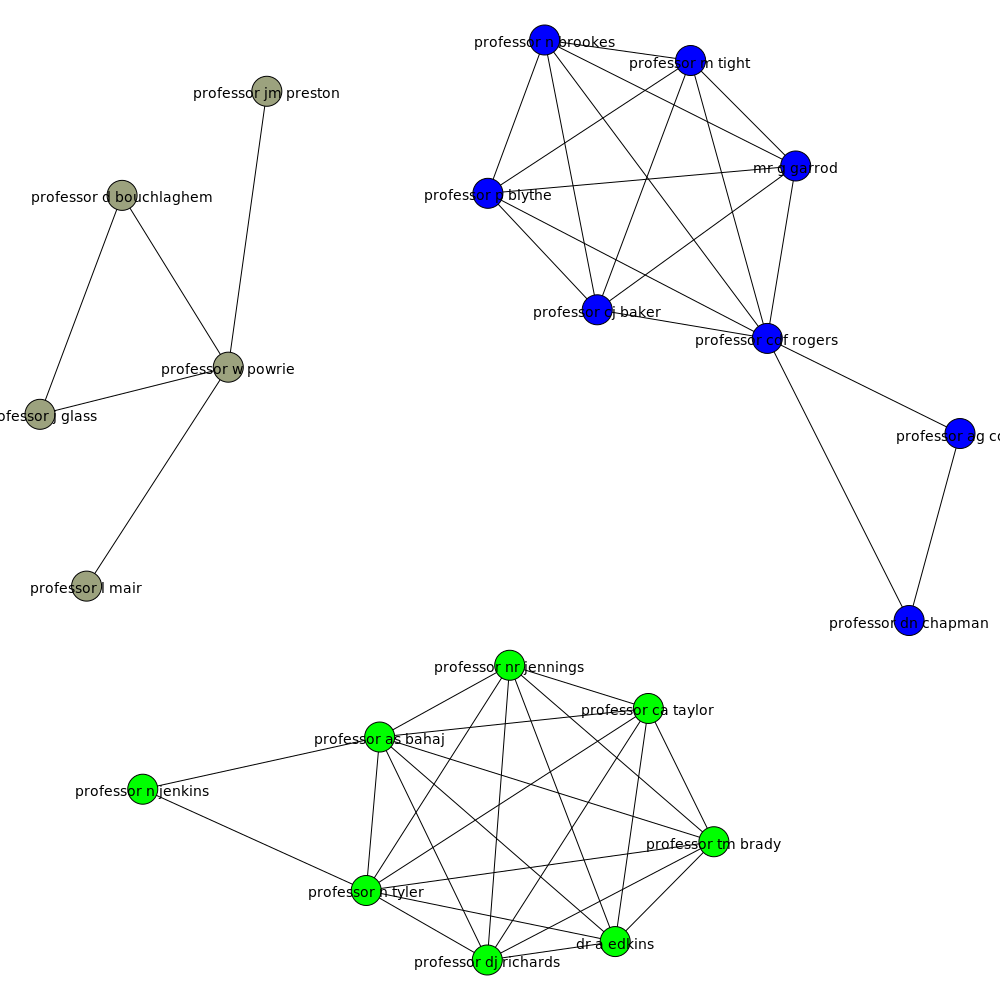 professor n brookes
professor m tight
professor jm preston
mr g garrod
professor d bouchlaghem
professor p blythe
professor cj baker
professor cdf rogers
professor w powrie
ofessor j glass
professor ag co
professor l mair
professor dn chapman
professor nr jennings
professor ca taylor
professor as bahaj
professor n jenkins
professor tm brady
professor n tyler
dr a edkins
professor dj richards